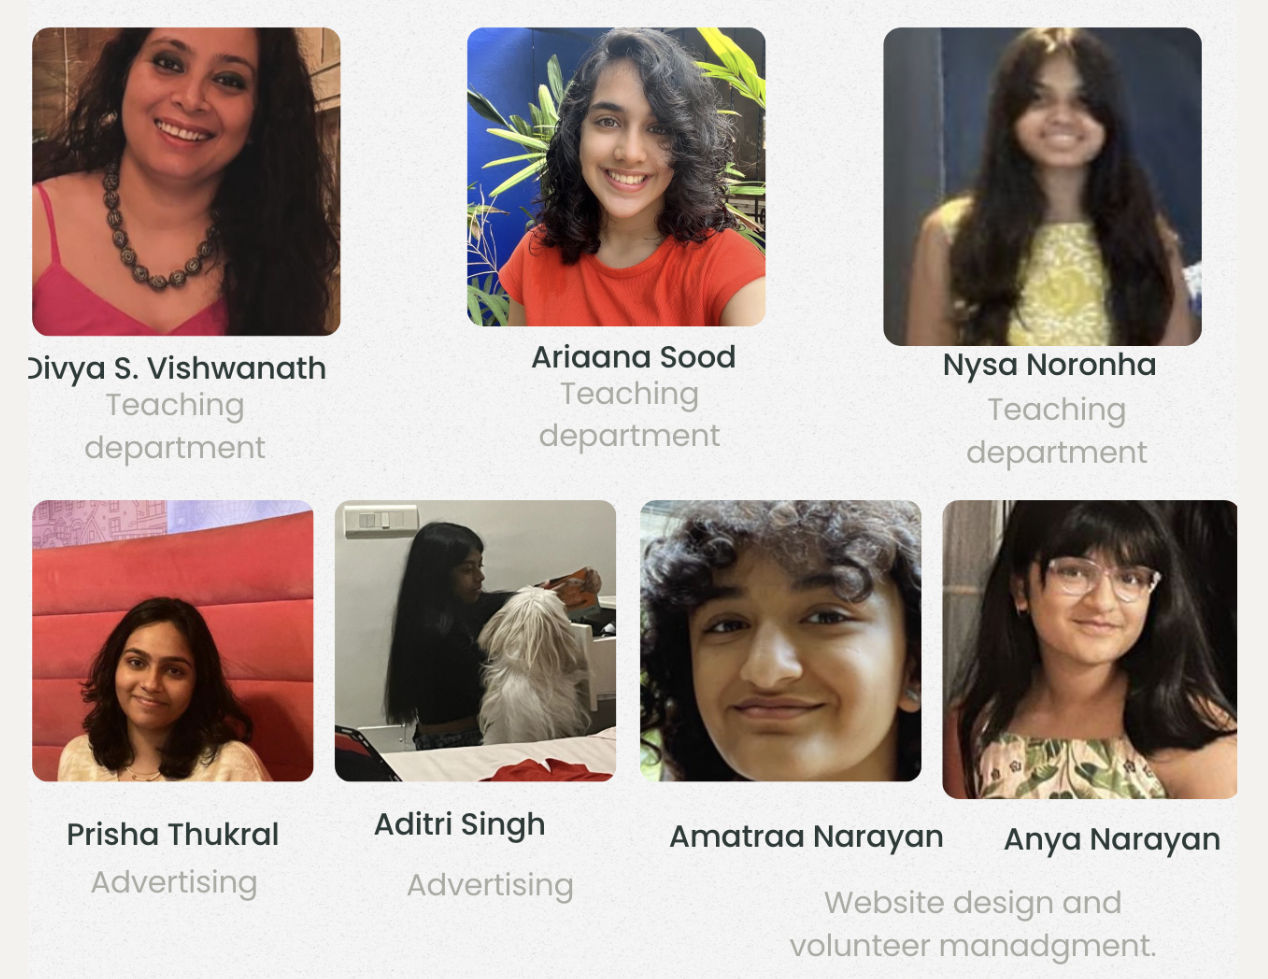 Divya S. Vishwanath
Teaching
department
Ariaana Sood
Teaching
department
Nysa Noronha
Teaching
department
Prisha Thukral
Advertising
Aditri Singh
Advertising
Amatraa Narayan
Anya Narayan
Website design and
volunteer manadgment.